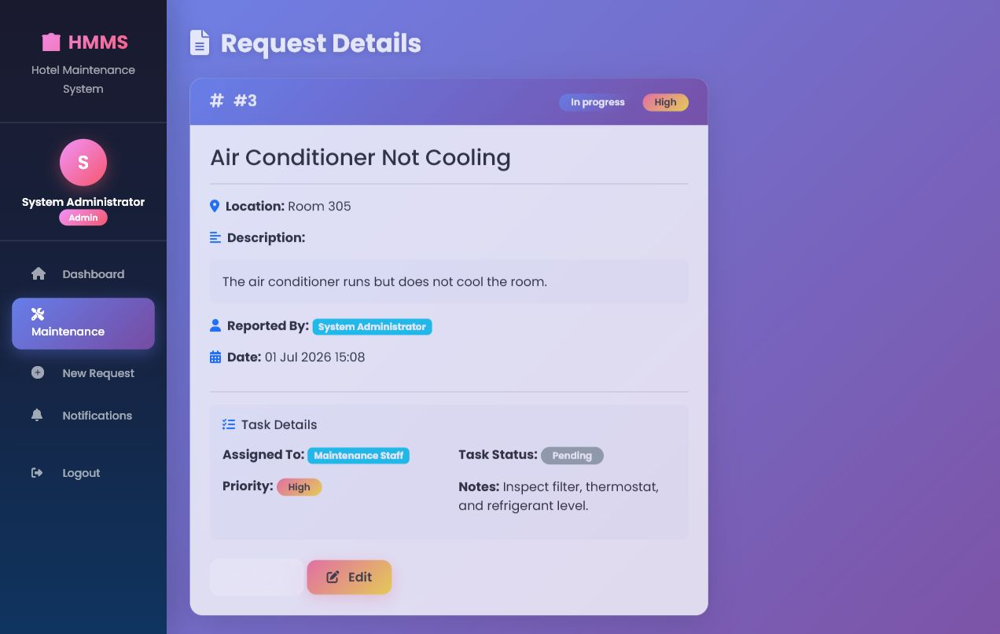 HMMS
Hotel Maintenance
System
S
System Administrator
Admin
Dashboard
Maintenance
New Request
Notifications
Logout
Request Details
# #3
In progress
High
Air Conditioner Not Cooling
Location: Room 305
Description:
The air conditioner runs but does not cool the room.
Reported By: System Administrator
Date: 01 Jul 2026 15:08
Task Details
Assigned To: Maintenance Staff
Priority: High
Task Status: Pending
Notes: Inspect filter, thermostat,
and refrigerant level.
Edit